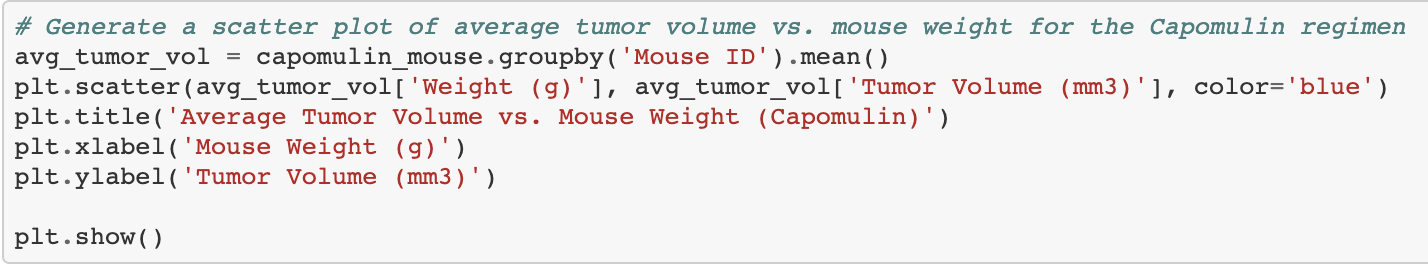 # Generate a scatter plot of average tumor volume vs. mouse weight for the Capomulin regimen
avg_tumor_vol = capomulin_mouse.groupby('Mouse ID').mean()
plt.scatter(avg_tumor_vol['Weight (g)'], avg_tumor_vol['Tumor Volume (mm3)'], color='blue')
plt.title('Average Tumor Volume vs. Mouse Weight (Capomulin)')
plt.xlabel('Mouse Weight (g)')
plt.ylabel('Tumor Volume (mm3)')
plt.show()